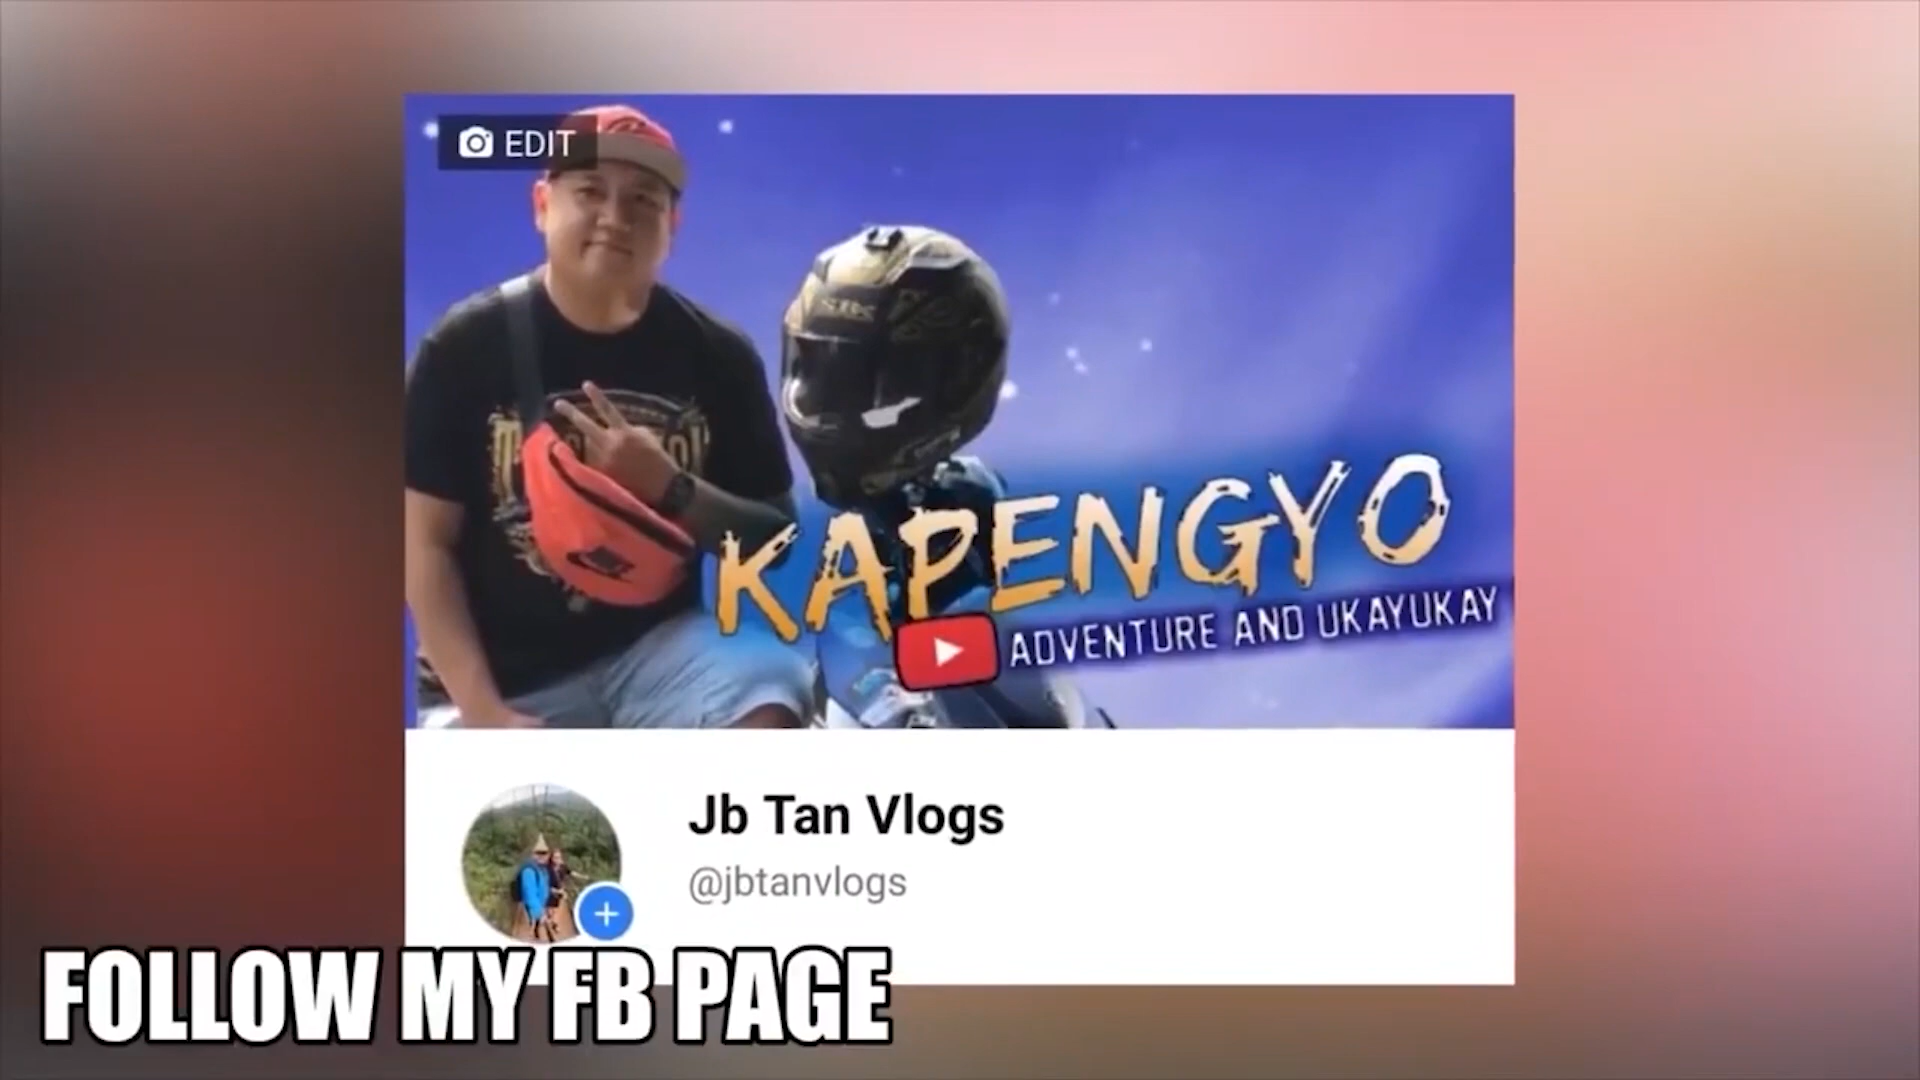 EDIT
KAPENGYO
ADVENTURE AND UKAYUKAY
Jb Tan Vlogs
@jbtanvlogs
FOLLOW MY FB PAGE